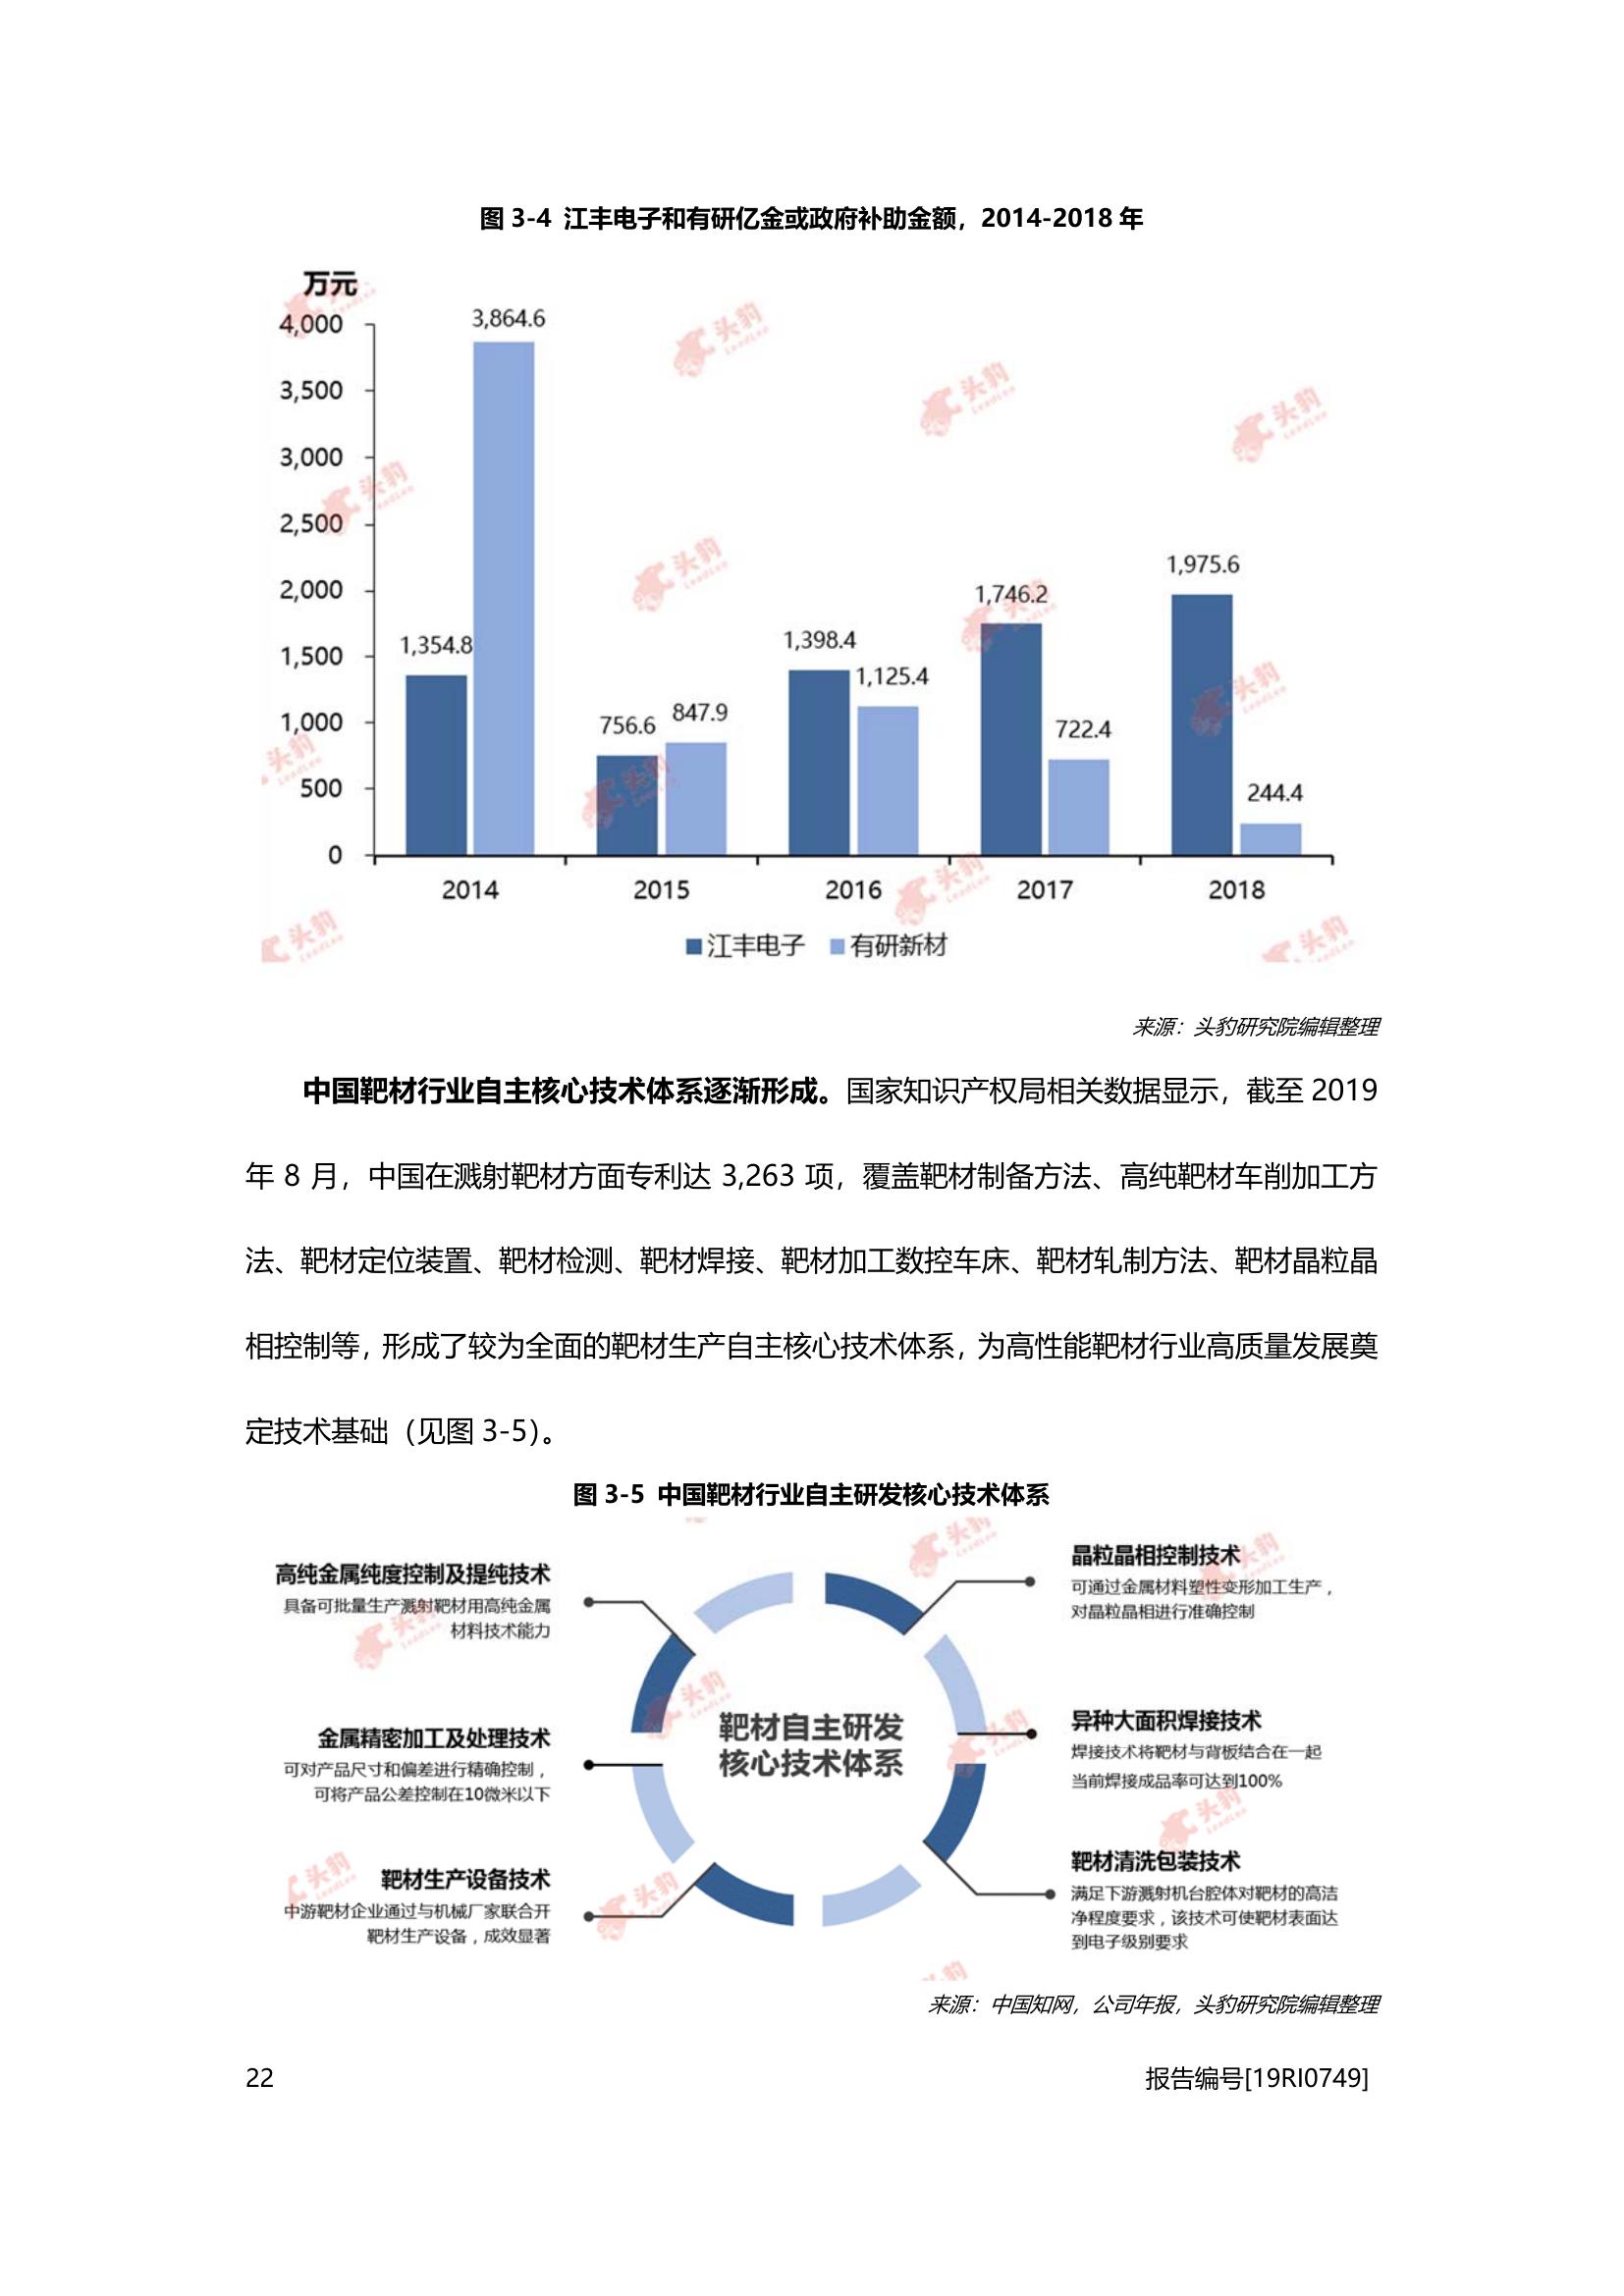 图 3-4 江丰电子和有研亿金或政府补助金额，2014-2018 年
万元
4,000
3,500
3,000
2,500
2,000
1,500
1,000
500
0
1,354.8
3,864.6
756.6
847.9
1,398.4
1,125.4
1,746.2
722.4
1,975.6
244.4
2014
2015
2016
2017
2018
江丰电子
有研新材
来源：头豹研究院编辑整理
中国靶材行业自主核心技术体系逐渐形成。国家知识产权局相关数据显示，截至 2019
年 8 月，中国在溅射靶材方面专利达 3,263 项，覆盖靶材制备方法、高纯靶材车削加工方
法、靶材定位装置、靶材检测、靶材焊接、靶材加工数控车床、靶材轧制方法、靶材晶粒晶
相控制等，形成了较为全面的靶材生产自主核心技术体系，为高性能靶材行业高质量发展奠
定技术基础（见图 3-5）。
图 3-5 中国靶材行业自主研发核心技术体系
高纯金属纯度控制及提纯技术
具备可批量生产溅射靶材用高纯金属
材料技术能力
金属精密加工及处理技术
可对产品尺寸和偏差进行精确控制，
可将产品公差控制在10微米以下
靶材生产设备技术
中游靶材企业通过与机械厂家联合开
靶材生产设备，成效显著
靶材自主研发
核心技术体系
晶粒晶相控制技术
可通过金属材料塑性变形加工生产，
对晶粒晶相进行准确控制
异种大面积焊接技术
焊接技术将靶材与背板结合在一起
当前焊接成品率可达到100%
靶材清洗包装技术
满足下游溅射机台腔体对靶材的高洁
净程度要求，该技术可使靶材表面达
到电子级别要求
来源：中国知网，公司年报，头豹研究院编辑整理
22
报告编号[19RI0749]
头豹
LeadLeo